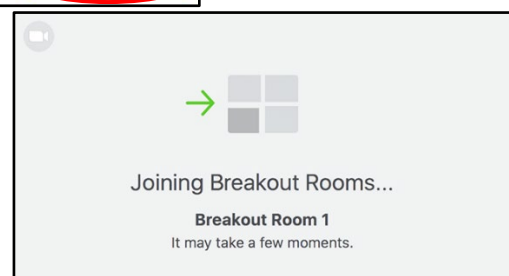 Joining Breakout Rooms...
Breakout Room 1
It may take a few moments.